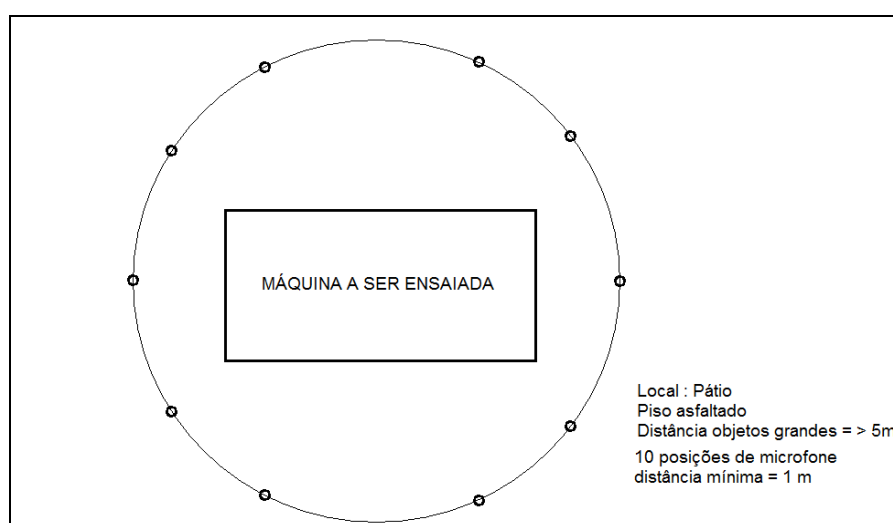 MÁQUINA A SER ENSAIADA
Local : Pátio
Piso asfaltado
Distância objetos grandes = > 5m
10 posições de microfone
distância mínima = 1 m